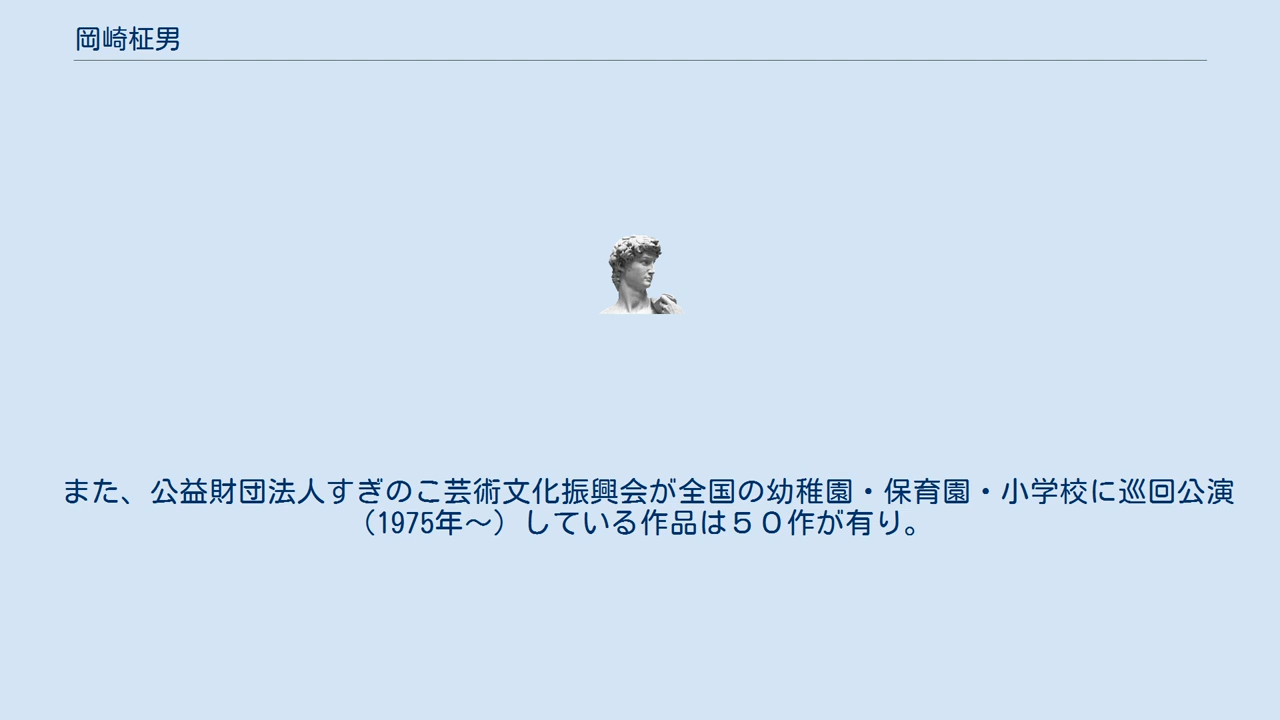 岡崎柾男
また、公益財団法人すぎのこ芸術文化振興会が全国の幼稚園・保育園・小学校に巡回公演
（1975年～）している作品は５０作が有り。